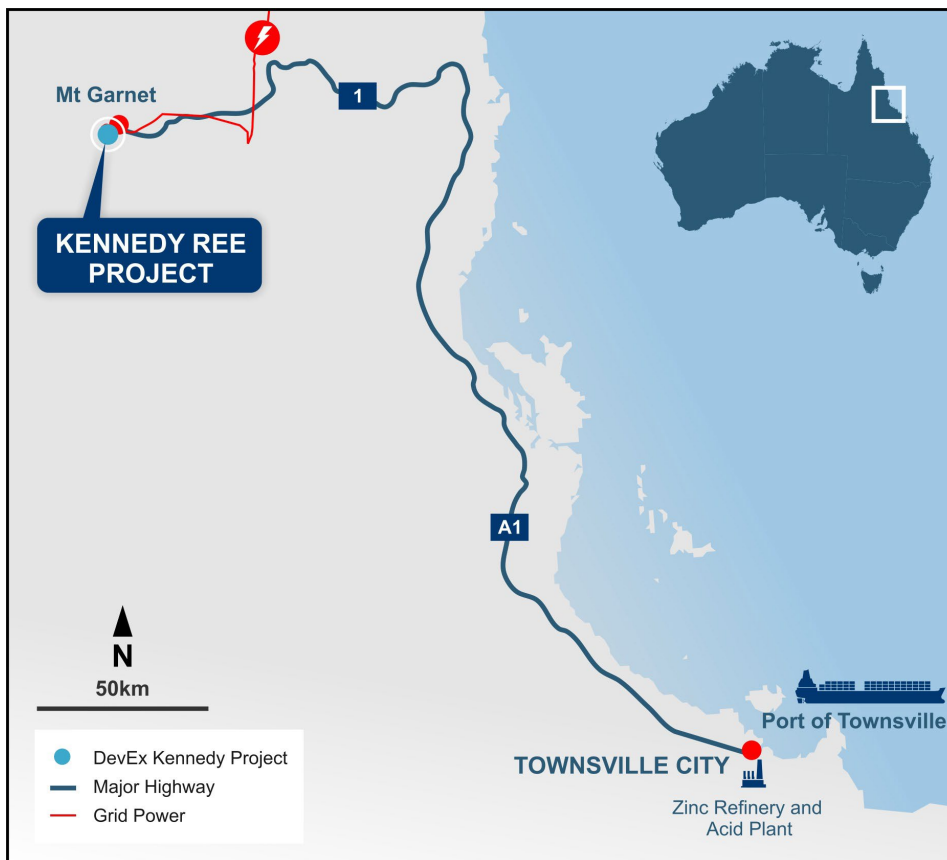 Mt Garnet
1
KENNEDY REE
PROJECT
A1
N
50km
DevEx Kennedy Project
Major Highway
Grid Power
Port of Townsville
TOWNSVILLE CITY
Zinc Refinery and
Acid Plant